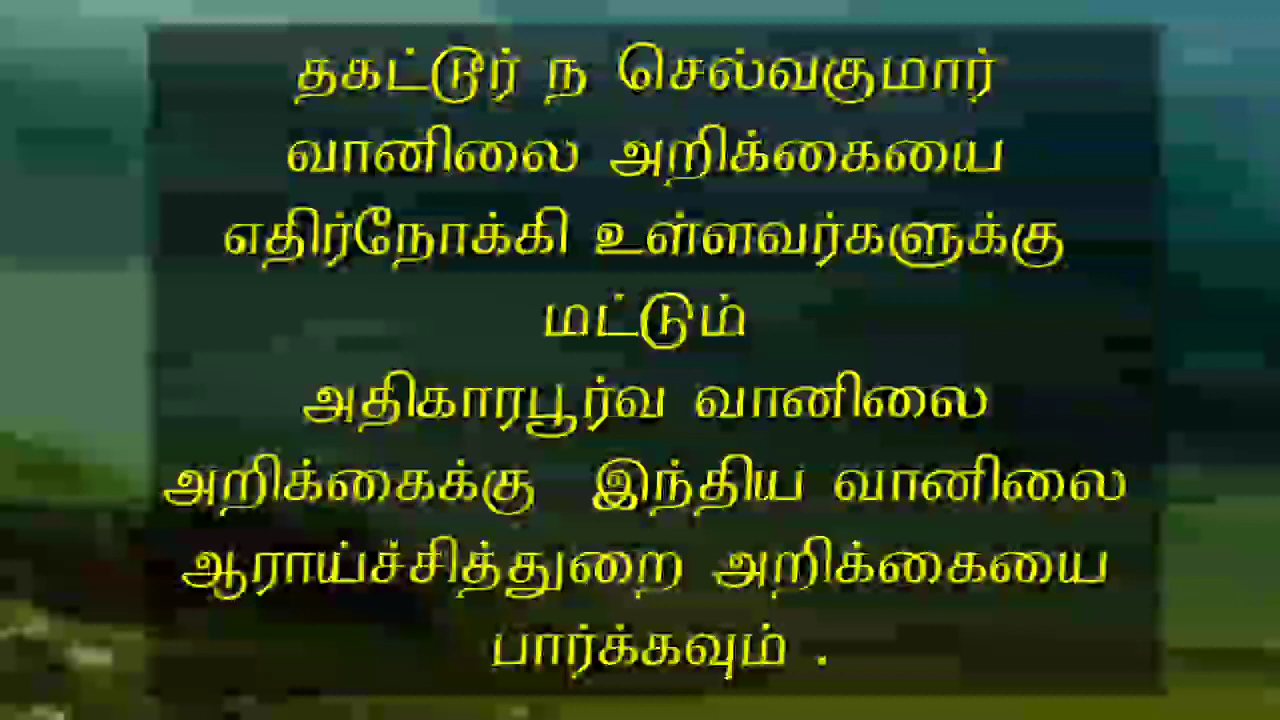 தகட்டூர் ந செல்வகுமார்
வானிலை அறிக்கையை
எதிர்நோக்கி உள்ளவர்களுக்கு
மட்டும்
அதிகாரபூர்வ வானிலை
அறிக்கைக்கு இந்திய வானிலை
ஆராய்ச்சித்துறை அறிக்கையை
பார்க்கவும் .